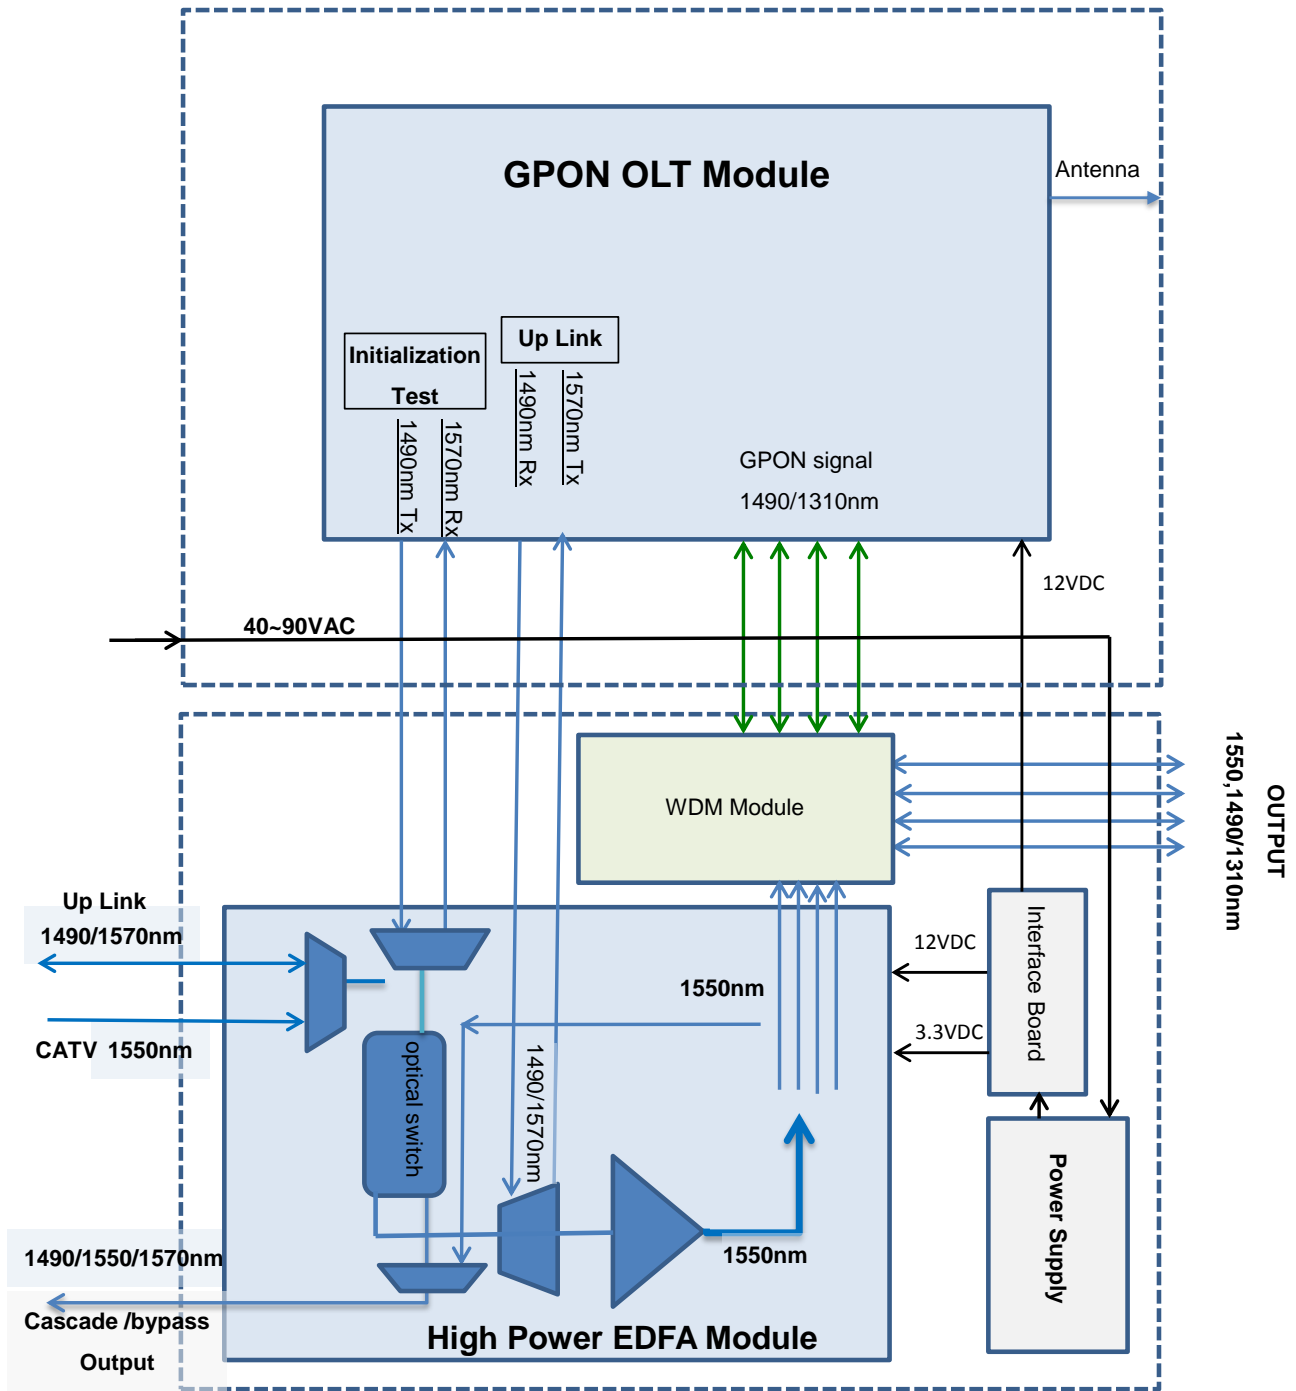 GPON OLT Module
Antenna
Initialization
Test
Up Link
1490nm Tx
1570nm Rx
1490nm Rx
1570nm Tx
GPON signal
1490/1310nm
12VDC
40~90VAC
WDM Module
OUTPUT
1550,1490/1310nm
Up Link
1490/1570nm
CATV 1550nm
optical switch
1490/1570nm
1550nm
12VDC
3.3VDC
Interface Board
Power Supply
1550nm
1490/1550/1570nm
Cascade /bypass
Output
High Power EDFA Module